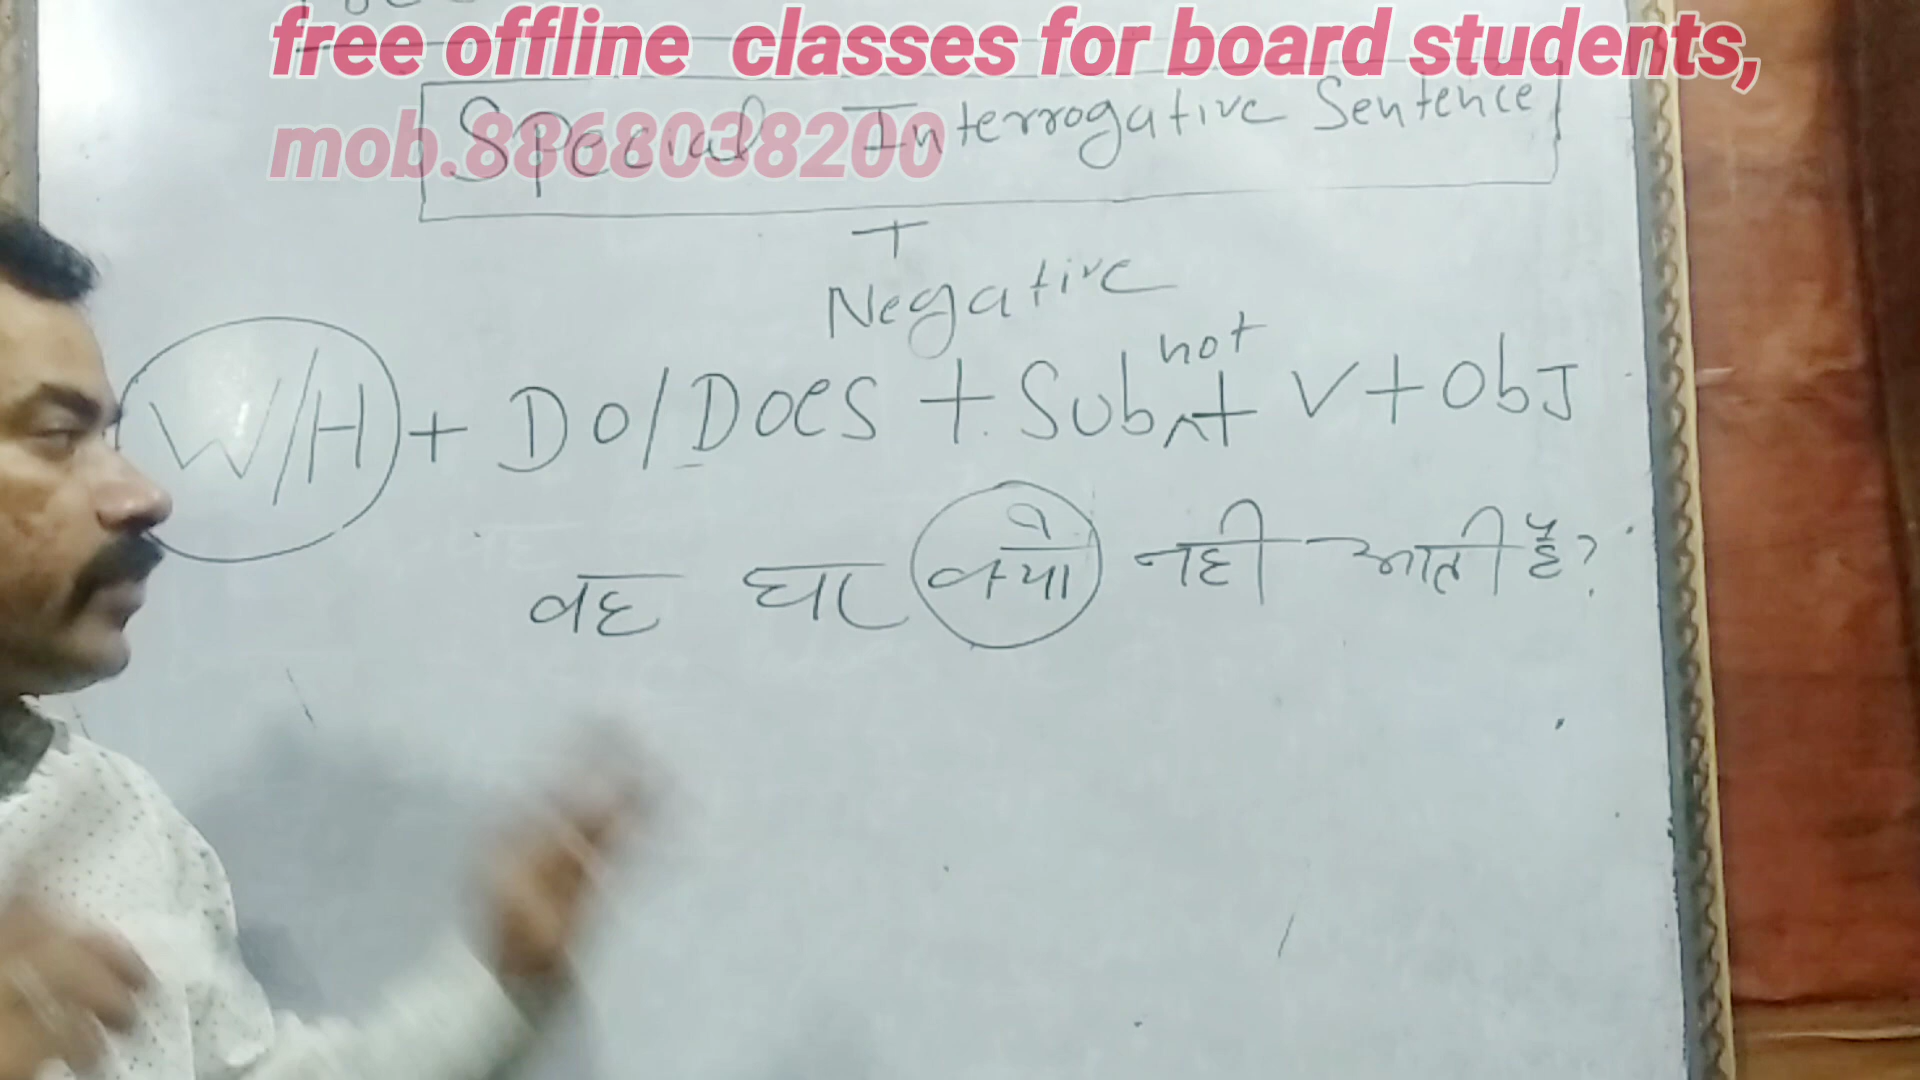 free offline classes for board students,
mob.8868038200
Special Interrogative Sentence
+
Negative
not
W/H + Do/Does + Sub ^ + V + Obj
वह घर क्यो नही आती है?